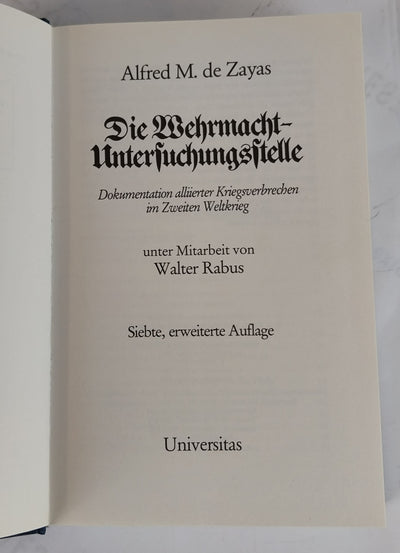 Alfred M. de Zayas
Die Wehrmacht-
Unterſuchungsſtelle
Dokumentation alliierter Kriegsverbrechen
im Zweiten Weltkrieg
unter Mitarbeit von
Walter Rabus
Siebte, erweiterte Auflage
Universitas